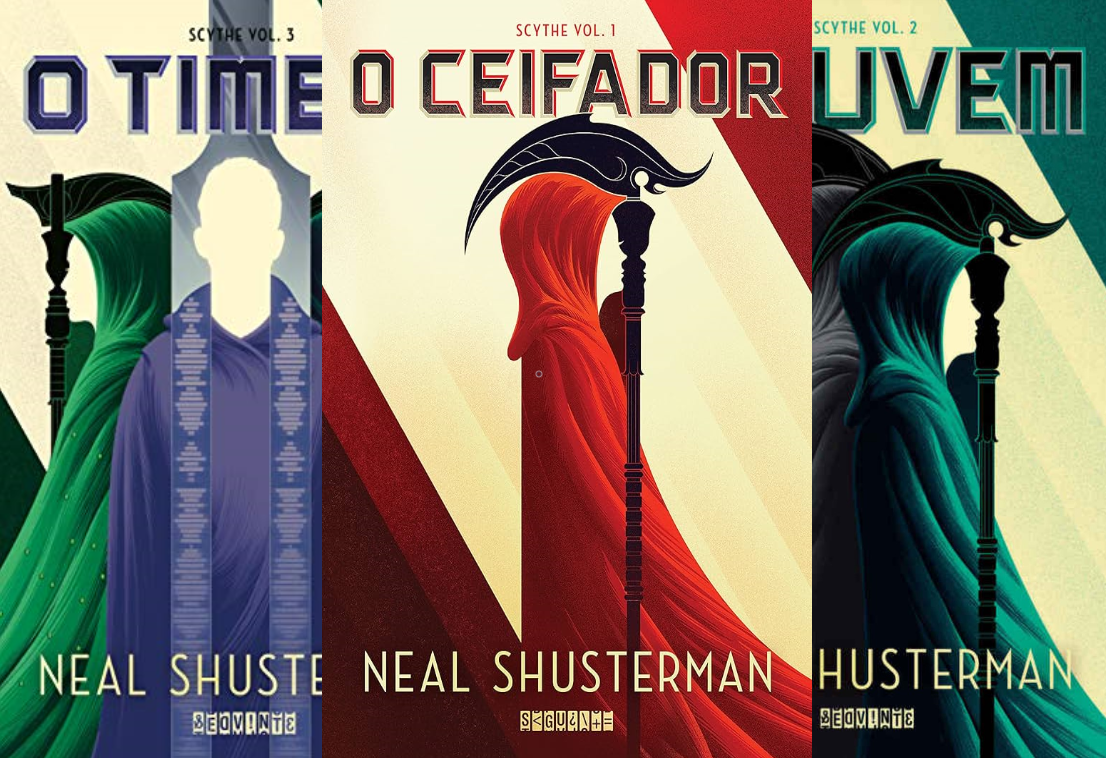 SCYTHE VOL. 3
O TIME
NEAL SHUSTE
SEGUINTE
SCYTHE VOL. 1
O CEIFADOR
NEAL SHUSTERMAN
SEGUINTE
SCYTHE VOL. 2
UVEM
HUSTERMAN
SEGUINTE